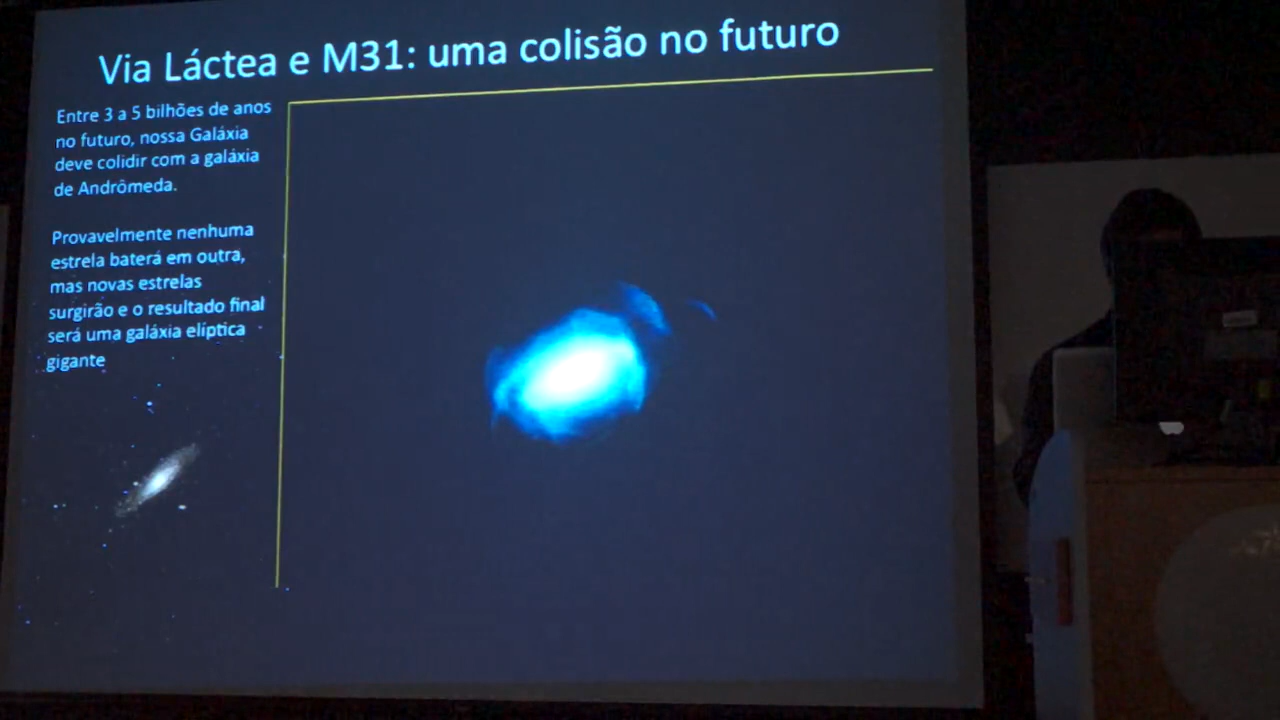 Via Láctea e M31: uma colisão no futuro
Entre 3 a 5 bilhões de anos
no futuro, nossa Galáxia
deve colidir com a galáxia
de Andrômeda.
Provavelmente nenhuma
estrela baterá em outra,
mas novas estrelas
surgirão e o resultado final
será uma galáxia elíptica
gigante